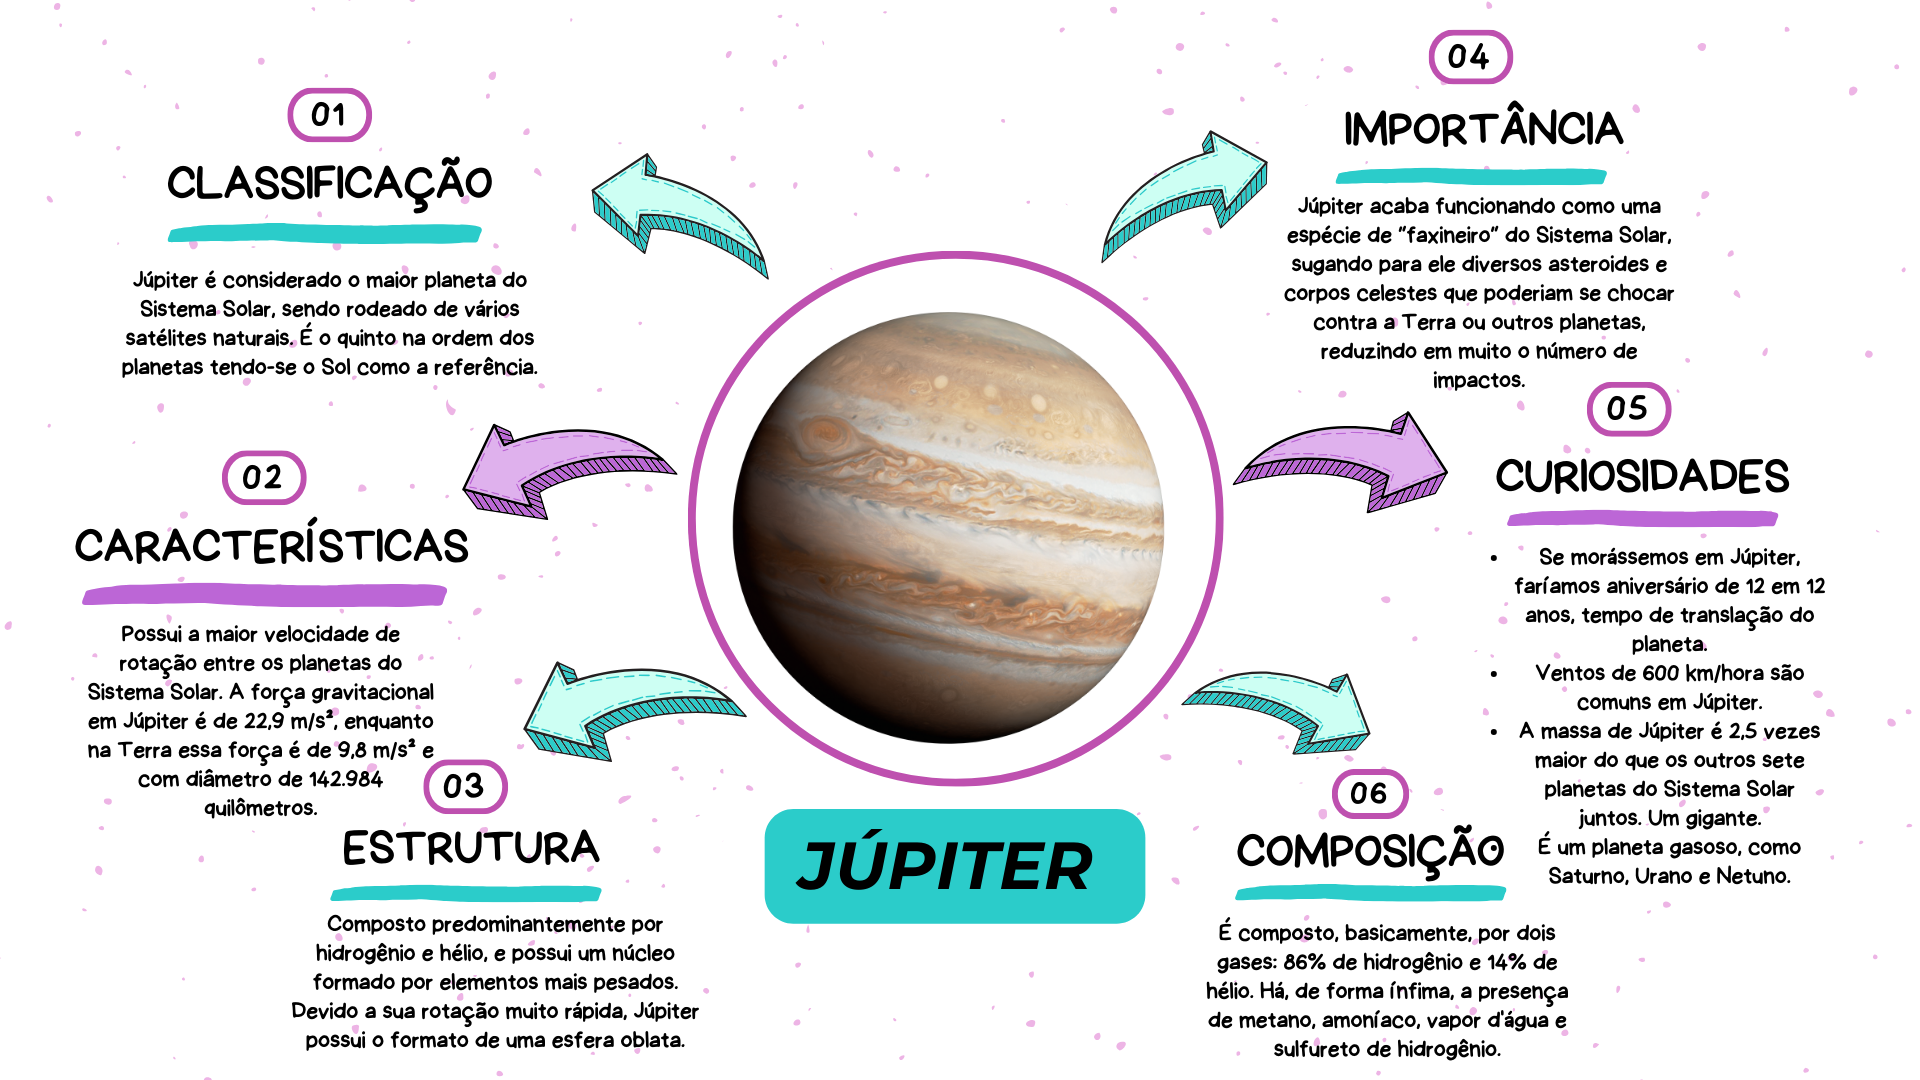 01
CLASSIFICAÇÃO
Júpiter é considerado o maior planeta do
Sistema Solar, sendo rodeado de vários
satélites naturais. É o quinto na ordem dos
planetas tendo-se o Sol como a referência.
02
CARACTERÍSTICAS
Possui a maior velocidade de
rotação entre os planetas do
Sistema Solar. A força gravitacional
em Júpiter é de 22,9 m/s², enquanto
na Terra essa força é de 9,8 m/s² e
com diâmetro de 142.984
quilômetros.
03
ESTRUTURA
Composto predominantemente por
hidrogênio e hélio, e possui um núcleo
formado por elementos mais pesados.
Devido a sua rotação muito rápida, Júpiter
possui o formato de uma esfera oblata.
JÚPITER
04
IMPORTÂNCIA
Júpiter acaba funcionando como uma
espécie de "faxineiro" do Sistema Solar,
sugando para ele diversos asteroides e
corpos celestes que poderiam se chocar
contra a Terra ou outros planetas,
reduzindo em muito o número de
impactos.
05
CURIOSIDADES
• Se morássemos em Júpiter,
faríamos aniversário de 12 em 12
anos, tempo de translação do
planeta.
• Ventos de 600 km/hora são
comuns em Júpiter.
• A massa de Júpiter é 2,5 vezes
maior do que os outros sete
planetas do Sistema Solar
juntos. Um gigante.
É um planeta gasoso, como
Saturno, Urano e Netuno.
06
COMPOSIÇÃO
É composto, basicamente, por dois
gases: 86% de hidrogênio e 14% de
hélio. Há, de forma ínfima, a presença
de metano, amoníaco, vapor d'água e
sulfureto de hidrogênio.